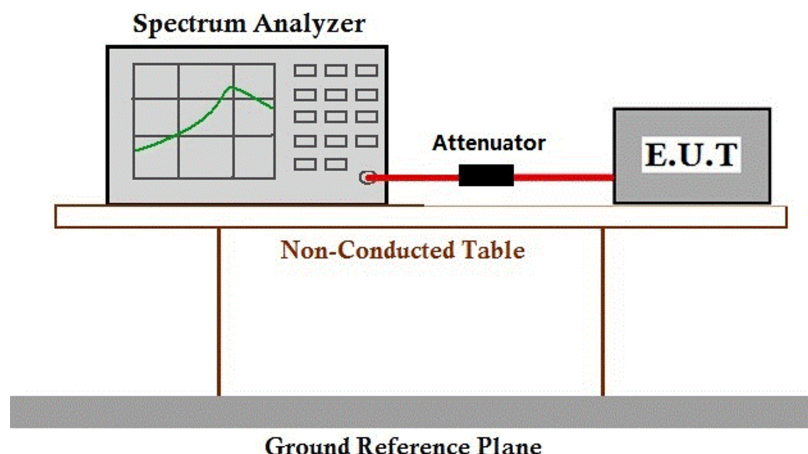 Spectrum Analyzer
Attenuator
E.U.T
Non-Conducted Table
Ground Reference Plane